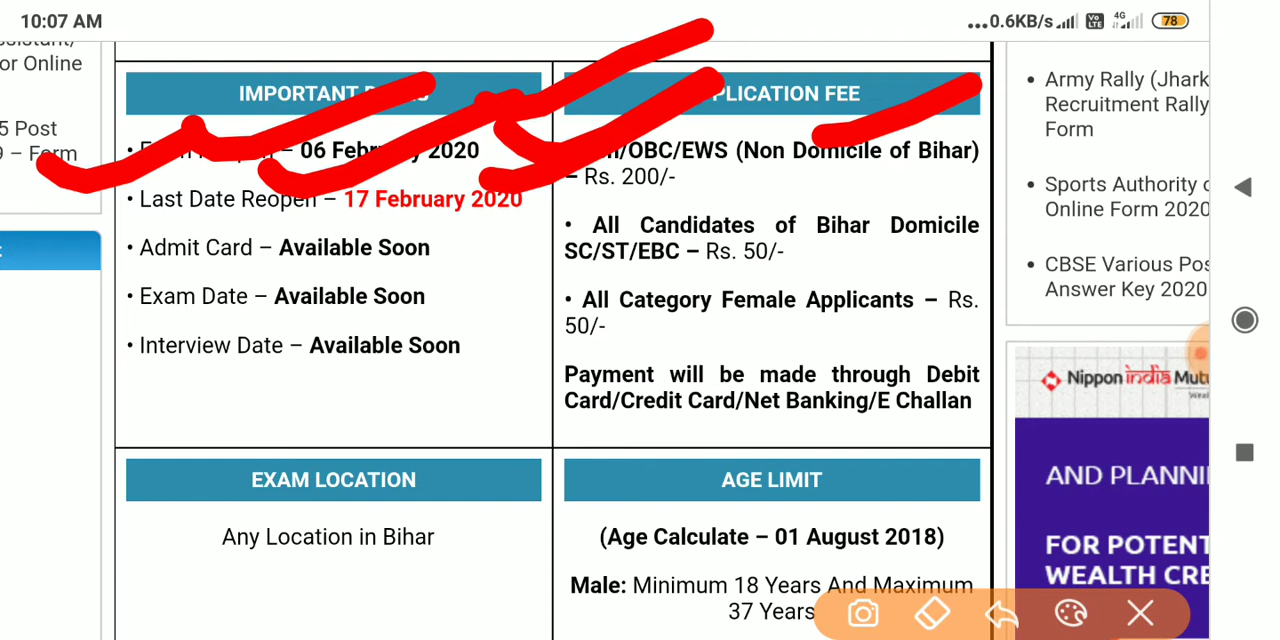 10:07 AM
...0.6KB/s
Vo LTE
4G
78
or Online
5 Post
– Form
IMPORTANT
• – 06 February 2020
• Last Date Reopen – 17 February 2020
• Admit Card – Available Soon
• Exam Date – Available Soon
• Interview Date – Available Soon
FEE
/OBC/EWS (Non Domicile of Bihar)
– Rs. 200/-
• All Candidates of Bihar Domicile
SC/ST/EBC – Rs. 50/-
• All Category Female Applicants – Rs.
50/-
Payment will be made through Debit
Card/Credit Card/Net Banking/E Challan
EXAM LOCATION
Any Location in Bihar
AGE LIMIT
(Age Calculate – 01 August 2018)
Male: Minimum 18 Years And Maximum
37 Years
• Army Rally (Jhark
Recruitment Rally
Form
• Sports Authority
Online Form 2020
• CBSE Various Pos
Answer Key 2020
Nippon india Mutu
AND PLANNI
FOR POTENT
WEALTH CRE